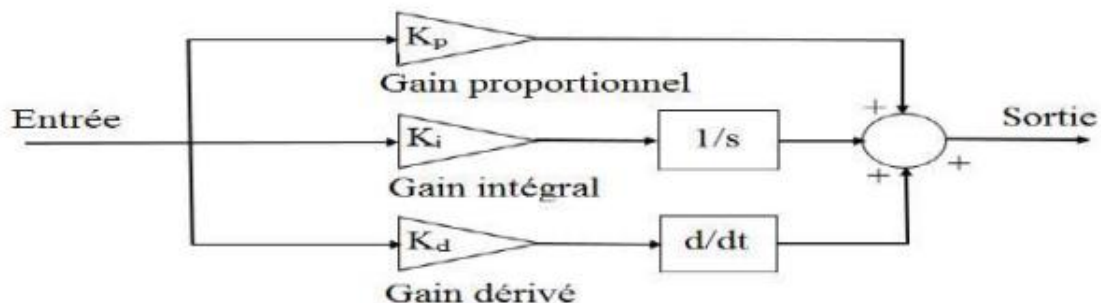 Kp
Gain proportionnel
Entrée
Ki
1/s
+
+
+
Sortie
Gain intégral
Kd
d/dt
Gain dérivé